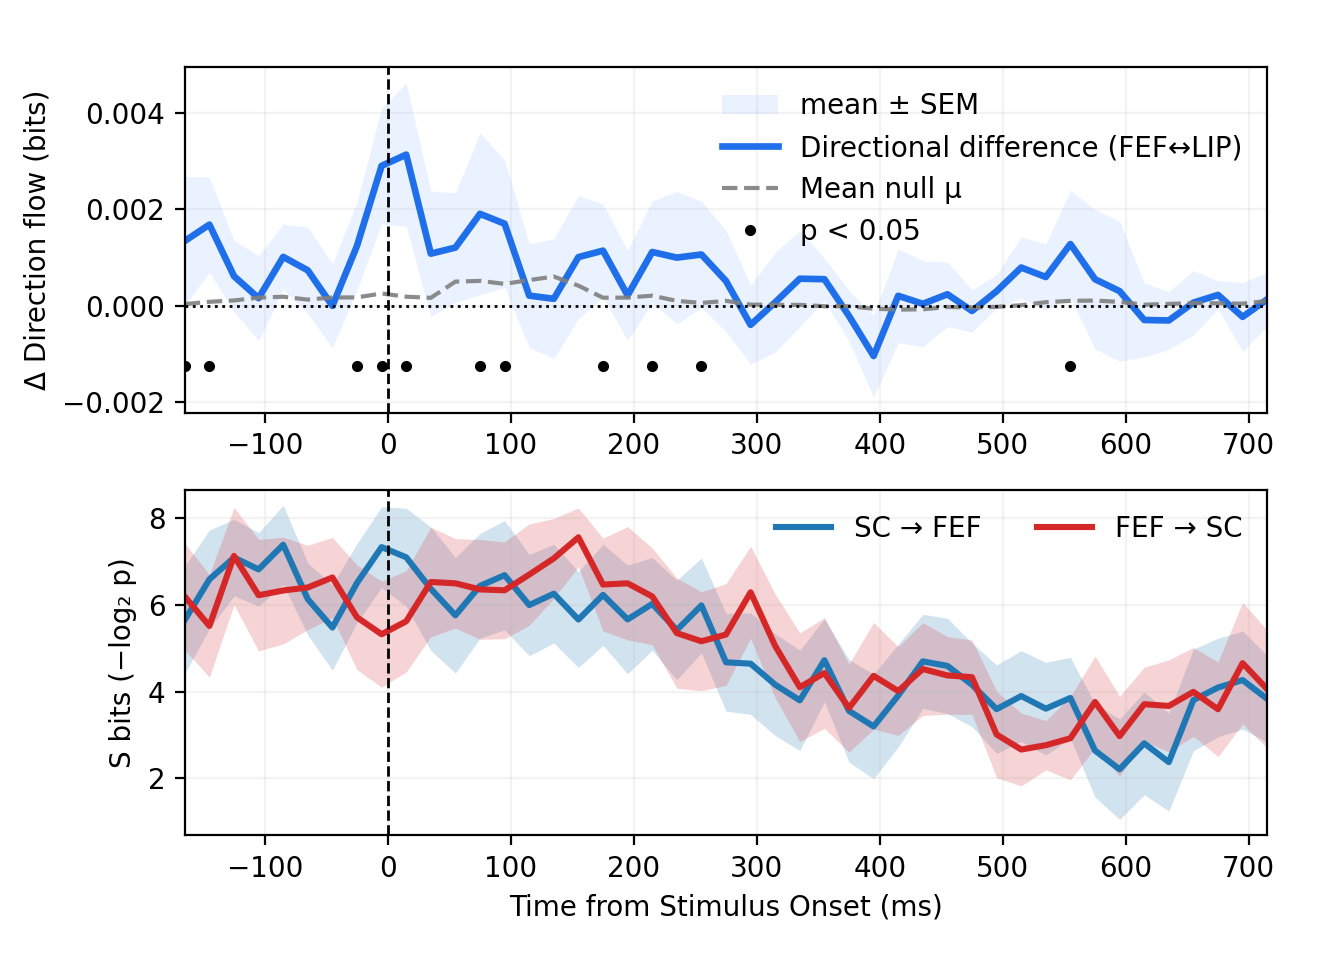 Δ Direction flow (bits)
0.004
0.002
0.000
−0.002
mean ± SEM
Directional difference (FEF↔LIP)
Mean null μ
p < 0.05
−100 0 100 200 300 400 500 600 700
S bits (−log₂ p)
8
6
4
2
SC → FEF FEF → SC
−100 0 100 200 300 400 500 600 700
Time from Stimulus Onset (ms)